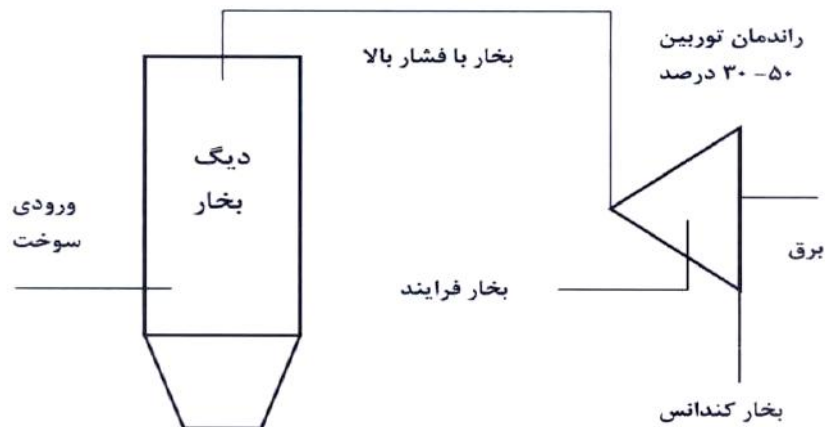 راندمان توربین
۳۰ -۵۰ درصد
بخار با فشار بالا
دیگ
بخار
ورودی
سوخت
برق
بخار فرایند
بخار کندانس